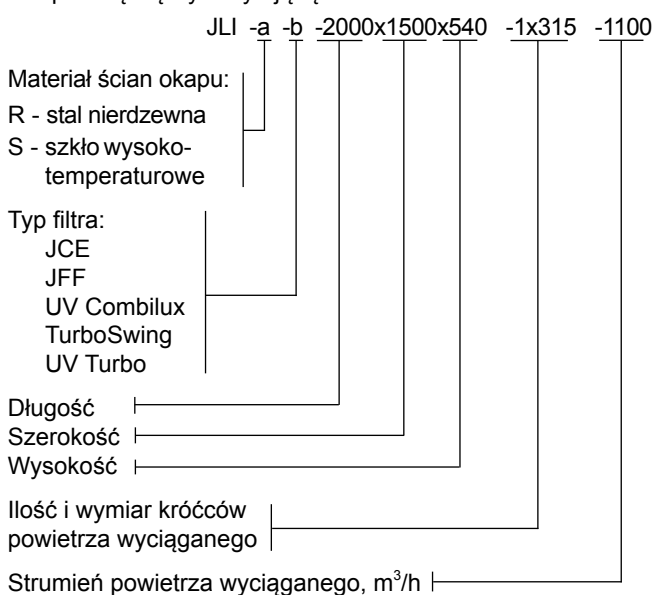 JLI -a -b -2000x1500x540 -1x315 -1100
Materiał ścian okapu:
R - stal nierdzewna
S - szkło wysoko-
temperaturowe
Typ filtra:
JCE
JFF
UV Combilux
TurboSwing
UV Turbo
Długość
Szerokość
Wysokość
Ilość i wymiar króćców
powietrza wyciąganego
Strumień powietrza wyciąganego, m³/h